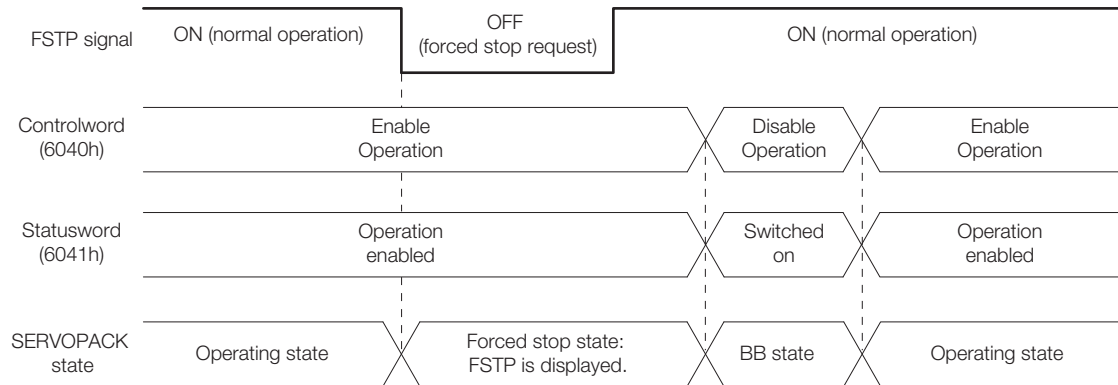 FSTP signal
ON (normal operation)
OFF
(forced stop request)
ON (normal operation)
Controlword
(6040h)
Enable
Operation
Disable
Operation
Enable
Operation
Statusword
(6041h)
Operation
enabled
Switched
on
Operation
enabled
SERVOPACK
state
Operating state
Forced stop state:
FSTP is displayed.
BB state
Operating state